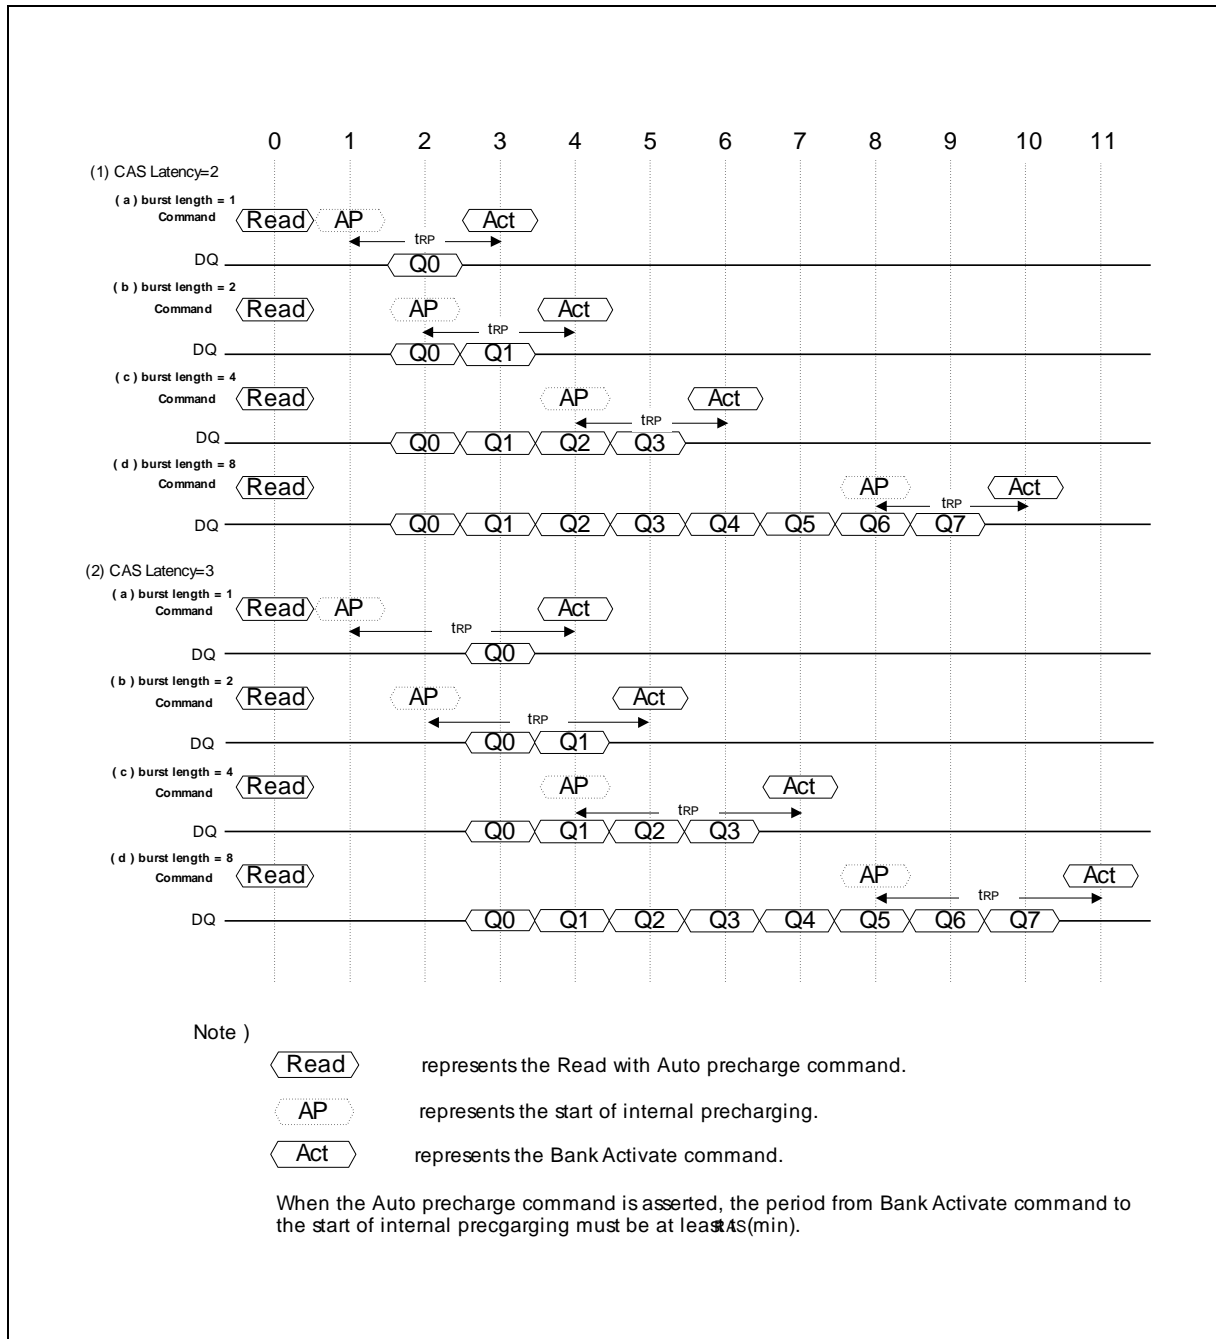 0 1 2 3 4 5 6 7 8 9 10 11
(1) CAS Latency=2
( a ) burst length = 1
Command Read AP Act
tRP
DQ Q0
( b ) burst length = 2
Command Read AP Act
tRP
DQ Q0 Q1
( c ) burst length = 4
Command Read AP Act
tRP
DQ Q0 Q1 Q2 Q3
( d ) burst length = 8
Command Read AP Act
tRP
DQ Q0 Q1 Q2 Q3 Q4 Q5 Q6 Q7
(2) CAS Latency=3
( a ) burst length = 1
Command Read AP Act
tRP
DQ Q0
( b ) burst length = 2
Command Read AP Act
tRP
DQ Q0 Q1
( c ) burst length = 4
Command Read AP Act
tRP
DQ Q0 Q1 Q2 Q3
( d ) burst length = 8
Command Read AP Act
tRP
DQ Q0 Q1 Q2 Q3 Q4 Q5 Q6 Q7
Note )
Read represents the Read with Auto precharge command.
AP represents the start of internal precharging.
Act represents the Bank Activate command.
When the Auto precharge command is asserted, the period from Bank Activate command to
the start of internal precgarging must be at least tRAS(min).